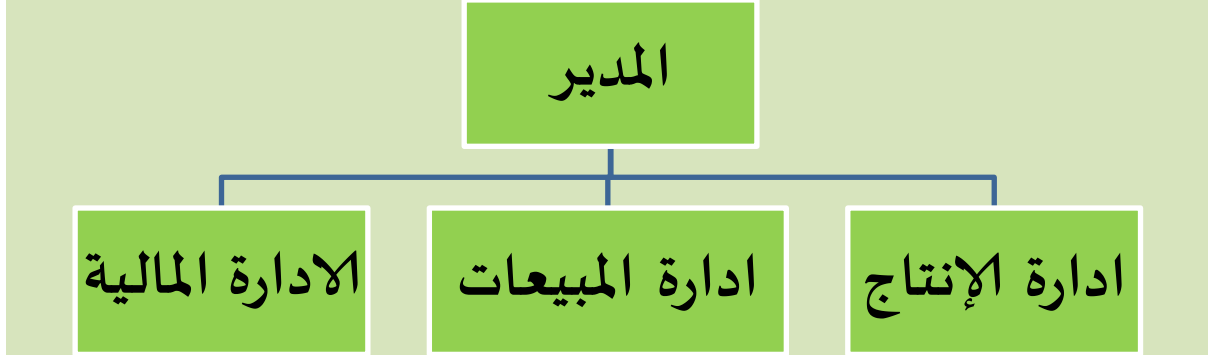 المدير
ادارة الإنتاج
ادارة المبيعات
الادارة المالية